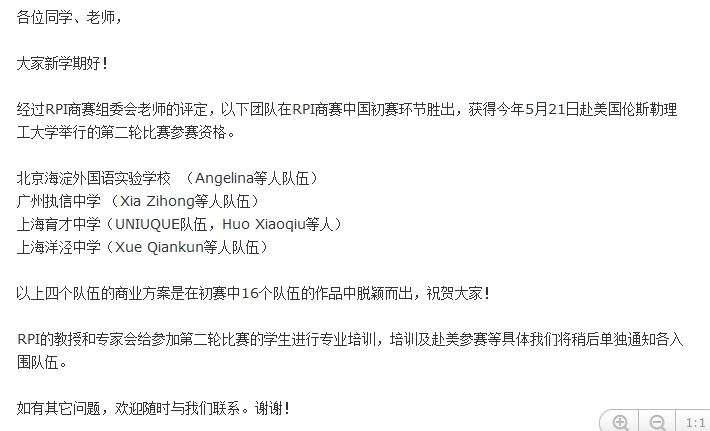 各位同学、老师，
大家新学期好！
经过RPI商赛组委会老师的评定，以下团队在RPI商赛中国初赛环节胜出，获得今年5月21日赴美国伦斯勒理
工大学举行的第二轮比赛参赛资格。
北京海淀外国语实验学校 （Angelina等人队伍）
广州执信中学 （Xia Zihong等人队伍）
上海育才中学（UNIUQUE队伍，Huo Xiaoqiu等人）
上海洋泾中学（Xue Qiankun等人队伍）
以上四个队伍的商业方案是在初赛中16个队伍的作品中脱颖而出，祝贺大家！
RPI的教授和专家会给参加第二轮比赛的学生进行专业培训，培训及赴美参赛等具体我们将稍后单独通知各入
围队伍。
如有其它问题，欢迎随时与我们联系。谢谢！
1:1